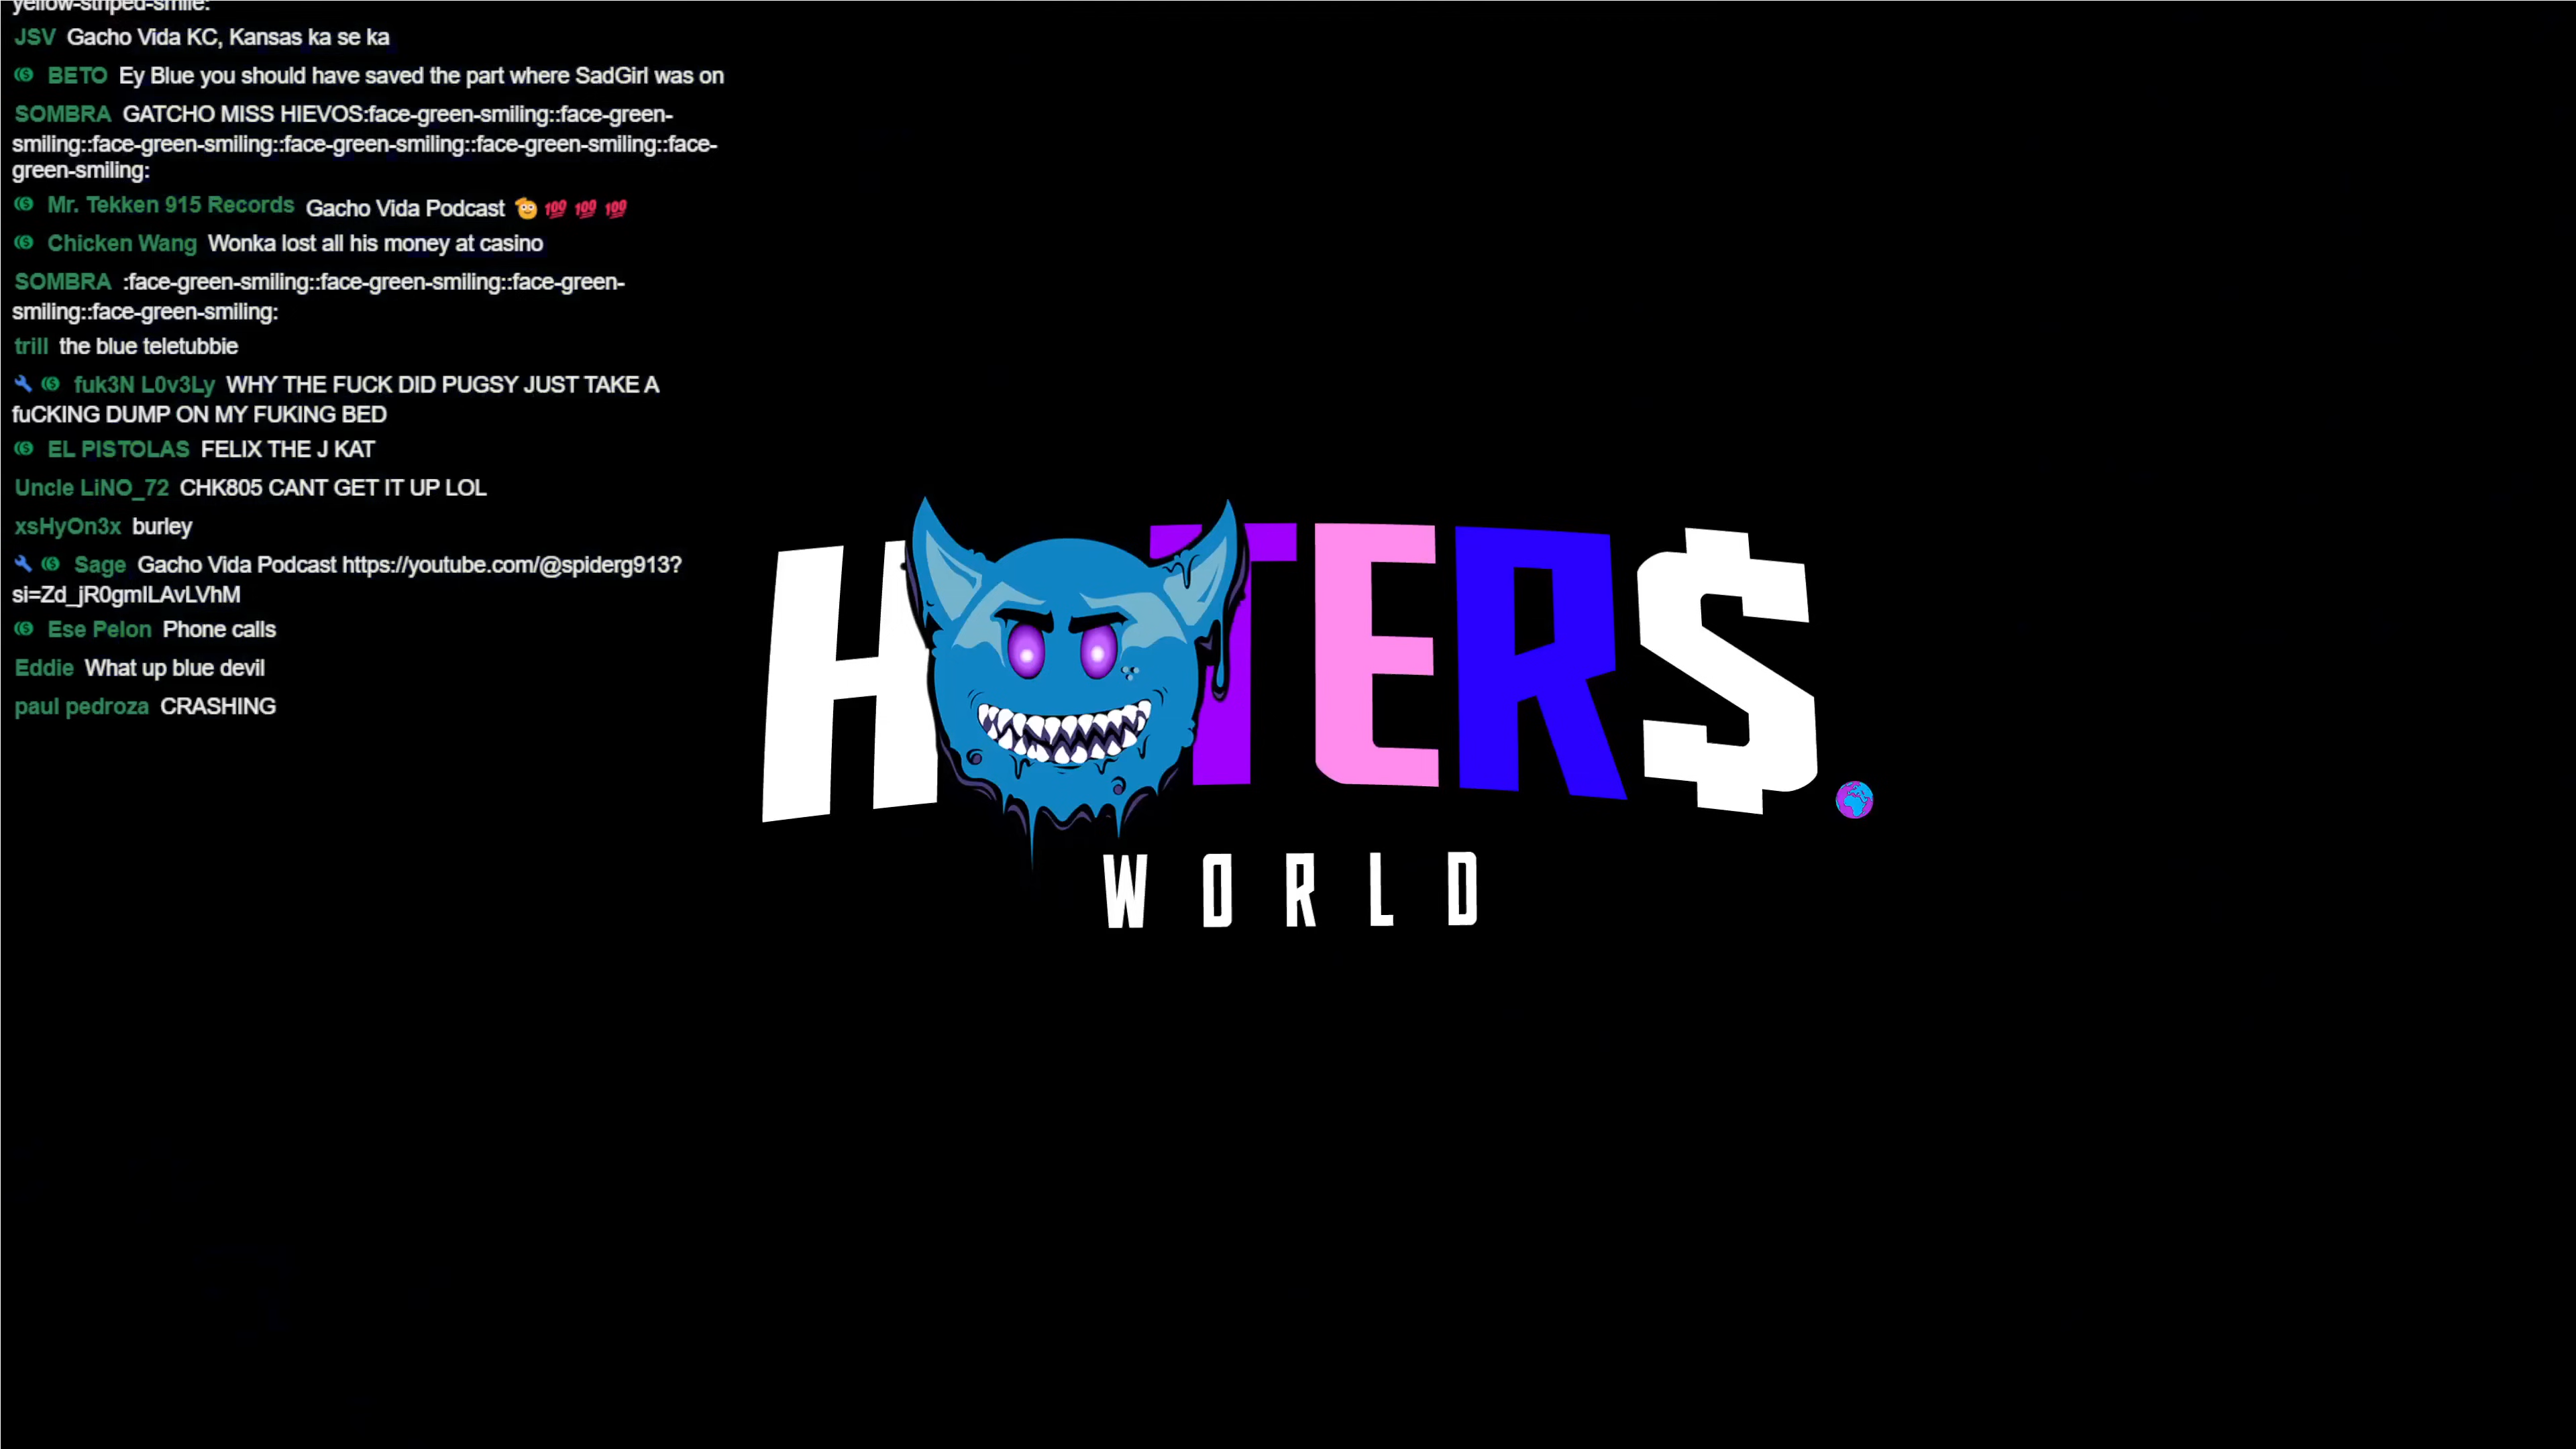 yellow-striped-smile:
JSV Gacho Vida KC, Kansas ka se ka
BETO Ey Blue you should have saved the part where SadGirl was on
SOMBRA GATCHO MISS HIEVOS:face-green-smiling::face-green-
smiling::face-green-smiling::face-green-smiling::face-green-smiling::face-
green-smiling:
Mr. Tekken 915 Records Gacho Vida Podcast 🫡 💯 💯 💯
Chicken Wang Wonka lost all his money at casino
SOMBRA :face-green-smiling::face-green-smiling::face-green-
smiling::face-green-smiling:
trill the blue teletubbie
fuk3N L0v3Ly WHY THE FUCK DID PUGSY JUST TAKE A
fuCKING DUMP ON MY FUKING BED
EL PISTOLAS FELIX THE J KAT
Uncle LiNO_72 CHK805 CANT GET IT UP LOL
xsHyOn3x burley
Sage Gacho Vida Podcast https://youtube.com/@spiderg913?
si=Zd_jR0gmILAvLVhM
Ese Pelon Phone calls
Eddie What up blue devil
paul pedroza CRASHING
H TER$.
WORLD